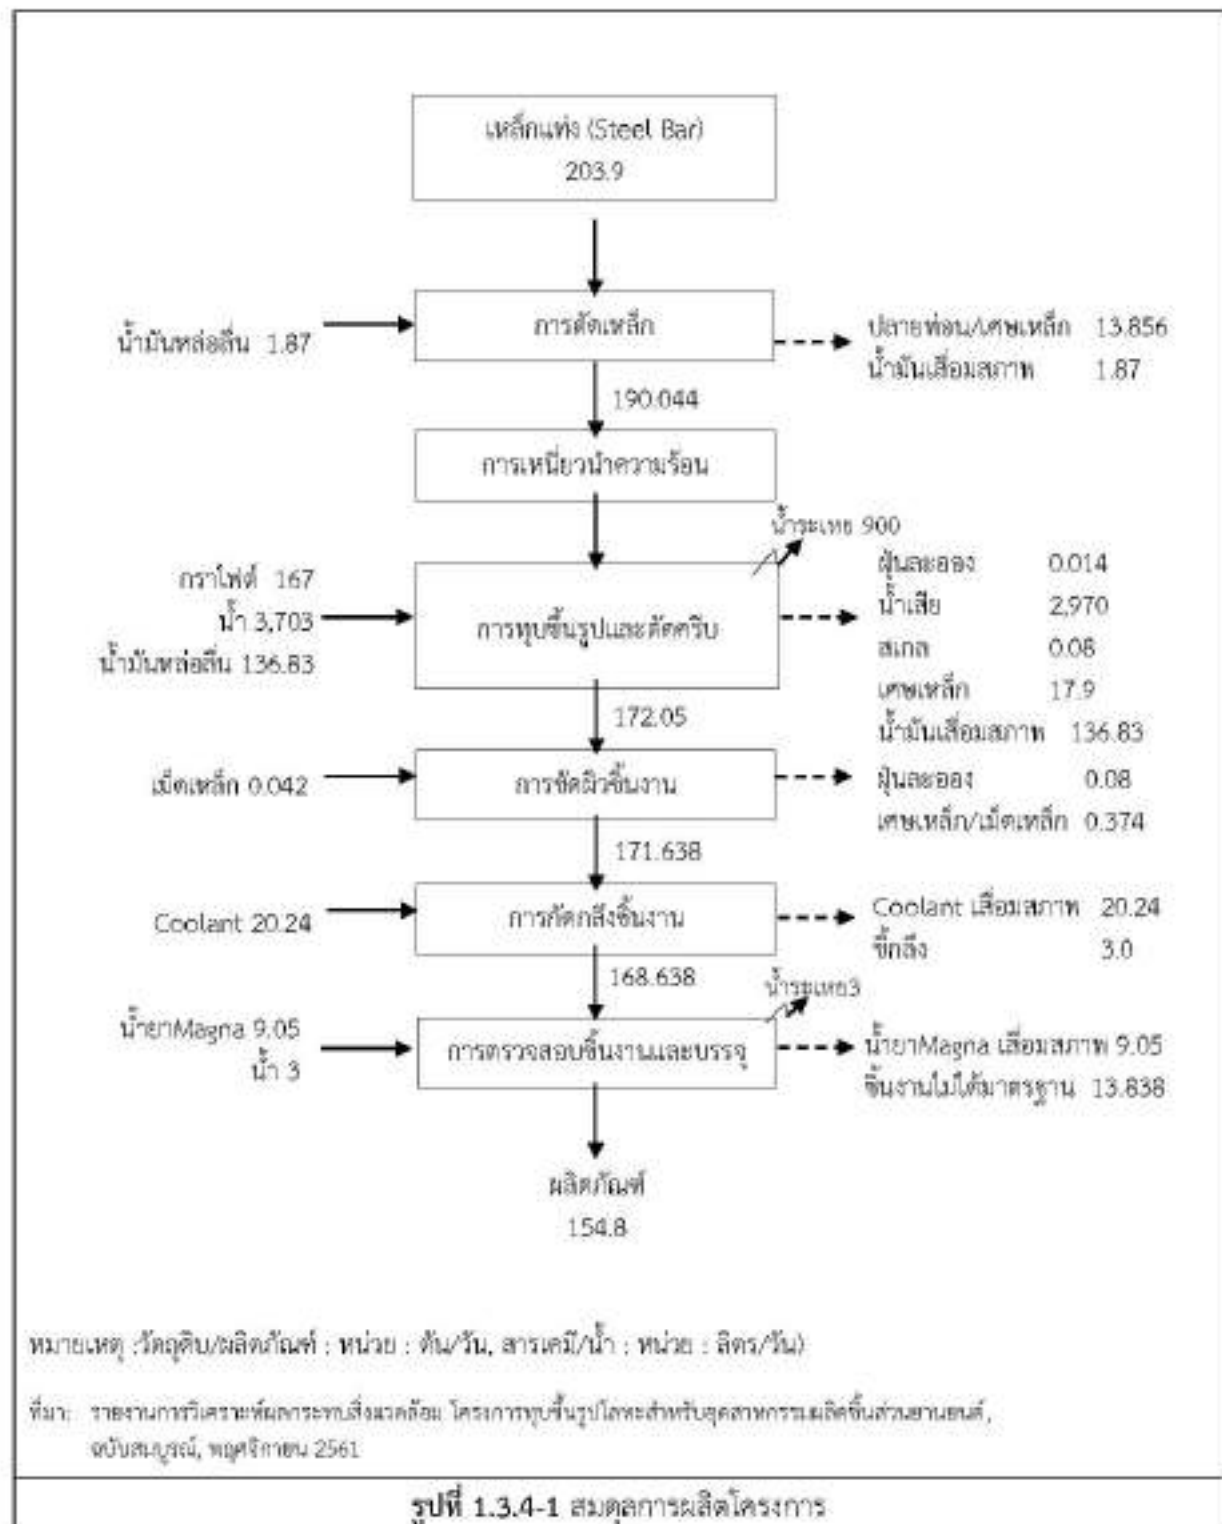 เหล็กแท่ง (Steel Bar)
203.9
น้ำมันหล่อลื่น 1.87
การตัดเหล็ก
ปลายท่อน/เศษเหล็ก 13.856
น้ำมันเสื่อมสภาพ 1.87
190.044
การเหนี่ยวนำความร้อน
น้ำระเหย 900
กราไฟต์ 167
น้ำ 3,703
น้ำมันหล่อลื่น 136.83
การทุบขึ้นรูปและตัดครีบ
ฝุ่นละออง 0.014
น้ำเสีย 2,970
สเกล 0.08
เศษเหล็ก 17.9
น้ำมันเสื่อมสภาพ 136.83
172.05
เม็ดเหล็ก 0.042
การขัดผิวชิ้นงาน
ฝุ่นละออง 0.08
เศษเหล็ก/เม็ดเหล็ก 0.374
171.638
Coolant 20.24
การกัดกลึงชิ้นงาน
Coolant เสื่อมสภาพ 20.24
ขี้กลึง 3.0
168.638
น้ำระเหย3
น้ำยาMagna 9.05
น้ำ 3
การตรวจสอบชิ้นงานและบรรจุ
น้ำยาMagna เสื่อมสภาพ 9.05
ชิ้นงานไม่ได้มาตรฐาน 13.838
ผลิตภัณฑ์
154.8
หมายเหตุ :วัตถุดิบ/ผลิตภัณฑ์ : หน่วย : ตัน/วัน, สารเคมี/น้ำ : หน่วย : ลิตร/วัน)
ที่มา: รายงานการวิเคราะห์ผลกระทบสิ่งแวดล้อม โครงการทุบขึ้นรูปโลหะสำหรับอุตสาหกรรมผลิตชิ้นส่วนยานยนต์,
ฉบับสมบูรณ์, พฤศจิกายน 2561
รูปที่ 1.3.4-1 สมดุลการผลิตโครงการ